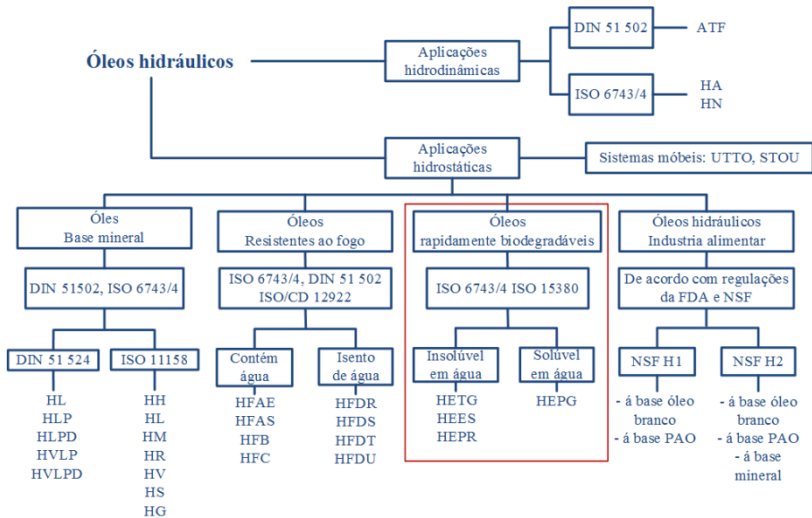 Óleos hidráulicos
Aplicações
hidrodinâmicas
DIN 51 502
ATF
ISO 6743/4
HA
HN
Aplicações
hidrostáticas
Sistemas móbeis: UTTO, STOU
Óles
Base mineral
DIN 51502, ISO 6743/4
DIN 51 524
HL
HLP
HLPD
HVLP
HVLPD
ISO 11158
HH
HL
HM
HR
HV
HS
HG
Óleos
Resistentes ao fogo
ISO 6743/4, DIN 51 502
ISO/CD 12922
Contém
água
HFAE
HFAS
HFB
HFC
Isento
de água
HFDR
HFDS
HFDT
HFDU
Óleos
rapidamente biodegradáveis
ISO 6743/4 ISO 15380
Insolúvel
em água
HETG
HEES
HEPR
Solúvel
em água
HEPG
Óleos hidráulicos
Industria alimentar
De acordo com regulações
da FDA e NSF
NSF H1
- á base óleo
branco
- á base PAO
NSF H2
- á base óleo
branco
- á base PAO
- á base
mineral